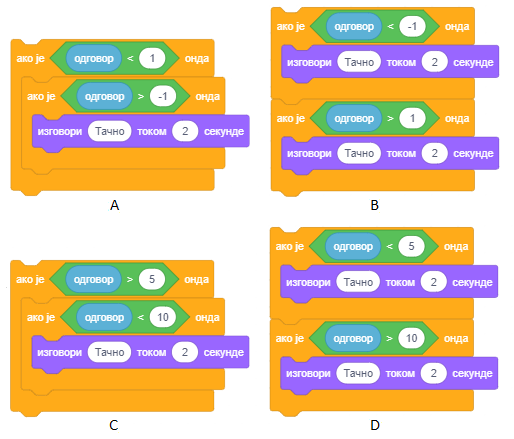 ако је одговор < 1 онда
ако је одговор > -1 онда
изговори Тачно током 2 секунде
A
ако је одговор < -1 онда
изговори Тачно током 2 секунде
ако је одговор > 1 онда
изговори Тачно током 2 секунде
B
ако је одговор > 5 онда
ако је одговор < 10 онда
изговори Тачно током 2 секунде
C
ако је одговор < 5 онда
изговори Тачно током 2 секунде
ако је одговор > 10 онда
изговори Тачно током 2 секунде
D